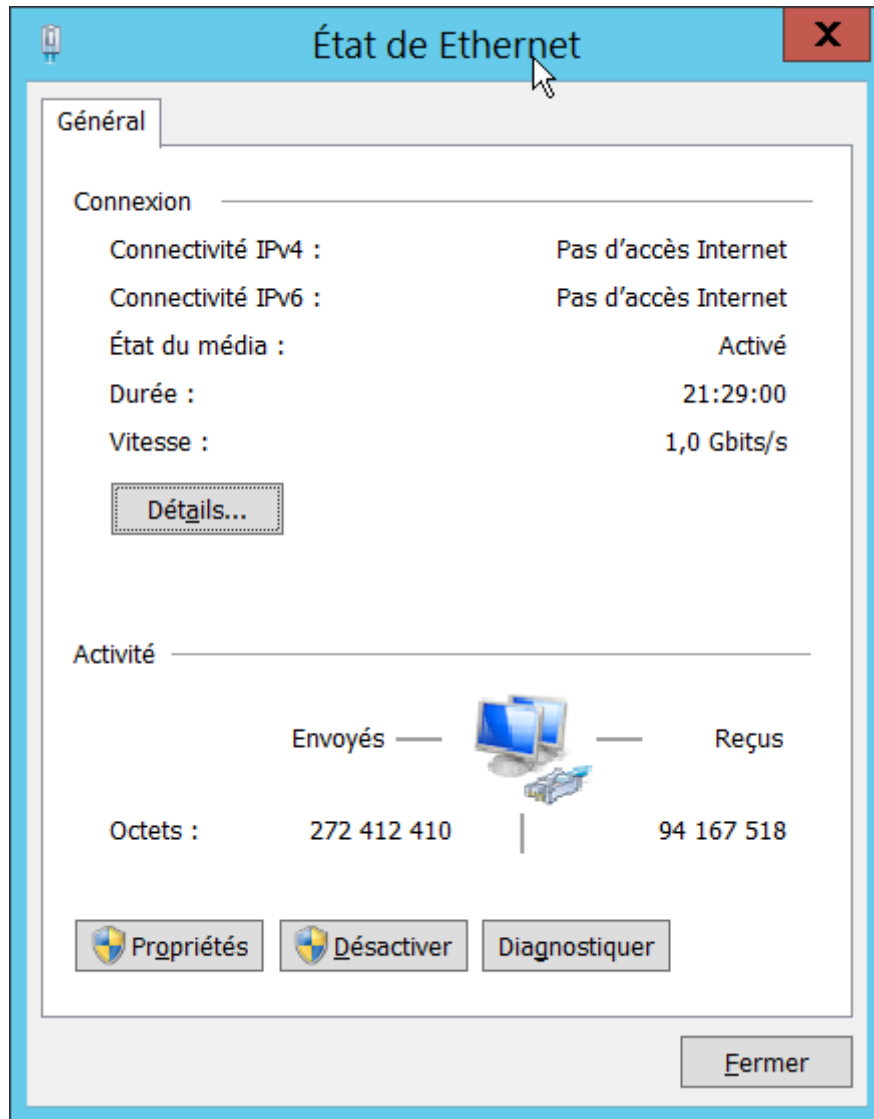 État de Ethernet
Général
Connexion
Connectivité IPv4 : Pas d’accès Internet
Connectivité IPv6 : Pas d’accès Internet
État du média : Activé
Durée : 21:29:00
Vitesse : 1,0 Gbits/s
Détails...
Activité
Envoyés Reçus
Octets : 272 412 410 94 167 518
Propriétés Désactiver Diagnostiquer
Fermer